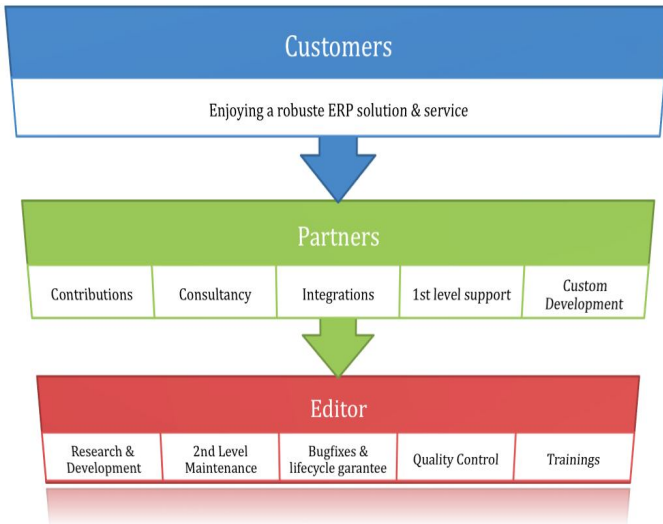 Customers
Enjoying a robuste ERP solution & service
Partners
Contributions
Consultancy
Integrations
1st level support
Custom
Development
Editor
Research &
Development
2nd Level
Maintenance
Bugfixes &
lifecycle garantee
Quality Control
Trainings